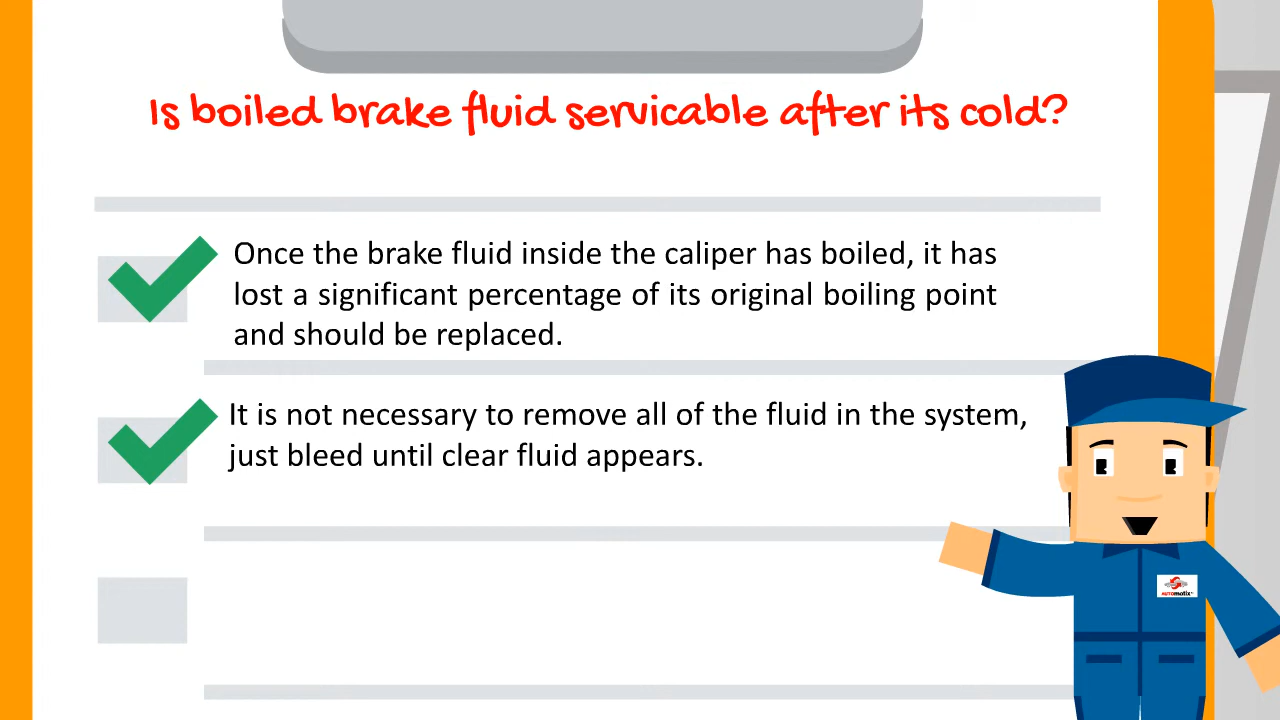 Is boiled brake fluid servicable after its cold?
Once the brake fluid inside the caliper has boiled, it has
lost a significant percentage of its original boiling point
and should be replaced.
It is not necessary to remove all of the fluid in the system,
just bleed until clear fluid appears.
AUTOmatix